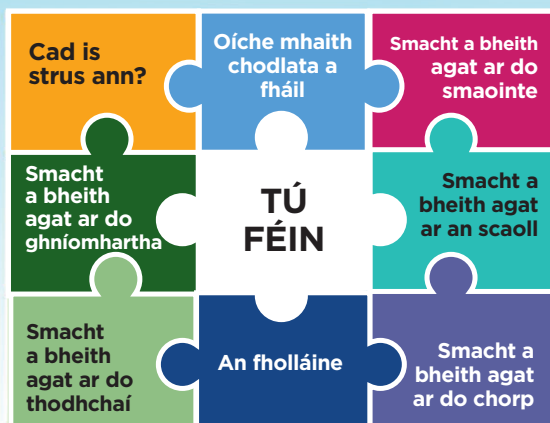 Cad is
strus ann?
Oíche mhaith
chodlata a
fháil
Smacht a bheith
agat ar do
smaointe
Smacht
a bheith
agat ar do
ghníomhartha
TÚ
FÉIN
Smacht a
bheith agat
ar an scaoll
Smacht
a bheith
agat ar do
thodhchaí
An fholláine
Smacht a
bheith agat
ar do chorp